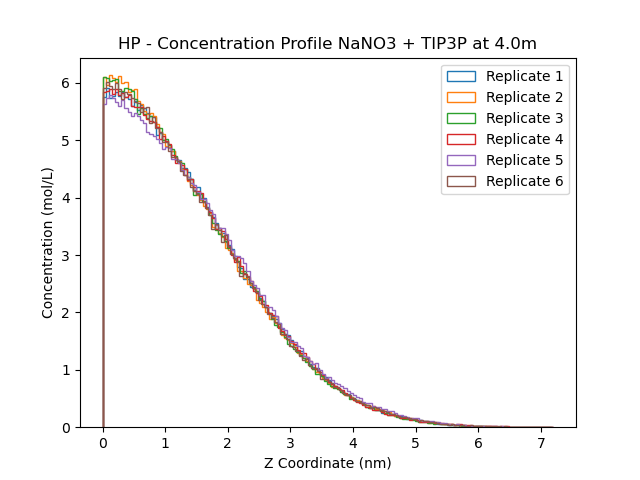 HP - Concentration Profile NaNO3 + TIP3P at 4.0m
Replicate 1
Replicate 2
Replicate 3
Replicate 4
Replicate 5
Replicate 6
Concentration (mol/L)
6
5
4
3
2
1
0
0 1 2 3 4 5 6 7
Z Coordinate (nm)